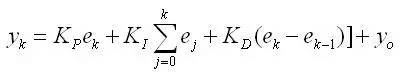 y_k = K_P e_k + K_I \sum_{j=0}^{k} e_j + K_D (e_k - e_{k-1})] + y_o